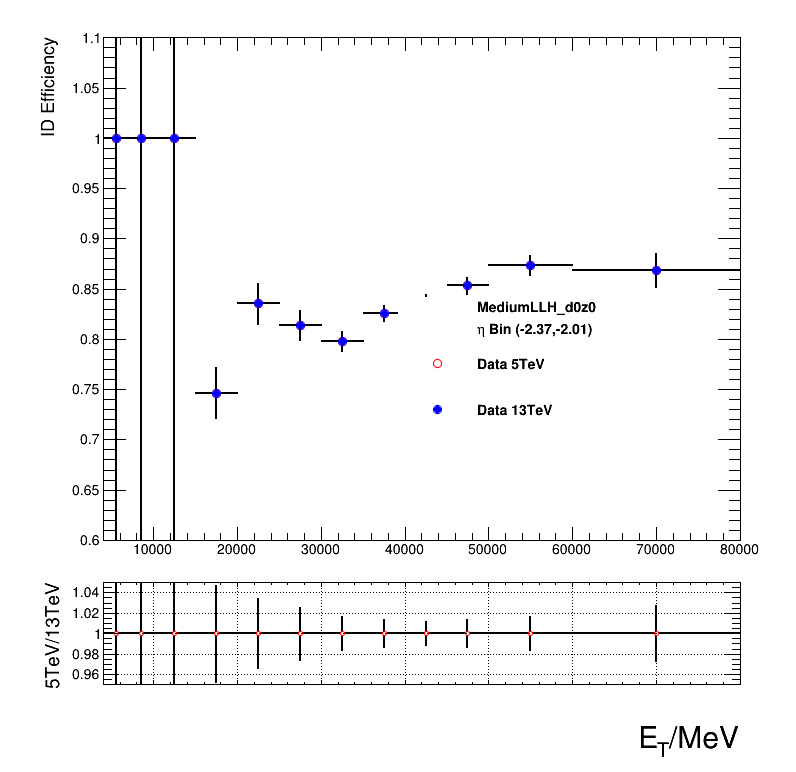 ID Efficiency
1.1
1.05
1
0.95
0.9
0.85
0.8
0.75
0.7
0.65
0.6
MediumLLH_d0z0
η Bin (-2.37,-2.01)
Data 5TeV
Data 13TeV
10000 20000 30000 40000 50000 60000 70000 80000
5TeV/13TeV
1.04
1.02
1
0.98
0.96
E_T/MeV